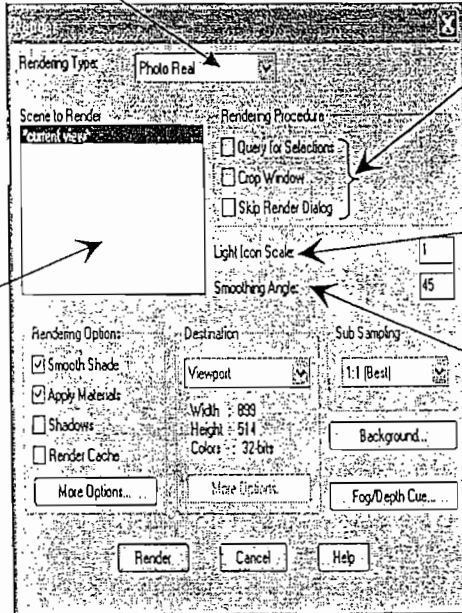 Render
Rendering Type: Photo Real
Scene to Render
*current view*
Rendering Procedure
Query for Selections
Crop Window
Skip Render Dialog
Light Icon Scale: 1
Smoothing Angle: 45
Rendering Options
Smooth Shade
Apply Materials
Shadows
Render Cache
More Options...
Destination
Viewport
Width : 899
Height : 514
Colors : 32-bits
More Options...
Sub Sampling
1:1 (Best)
Background...
Fog/Depth Cue...
Render Cancel Help